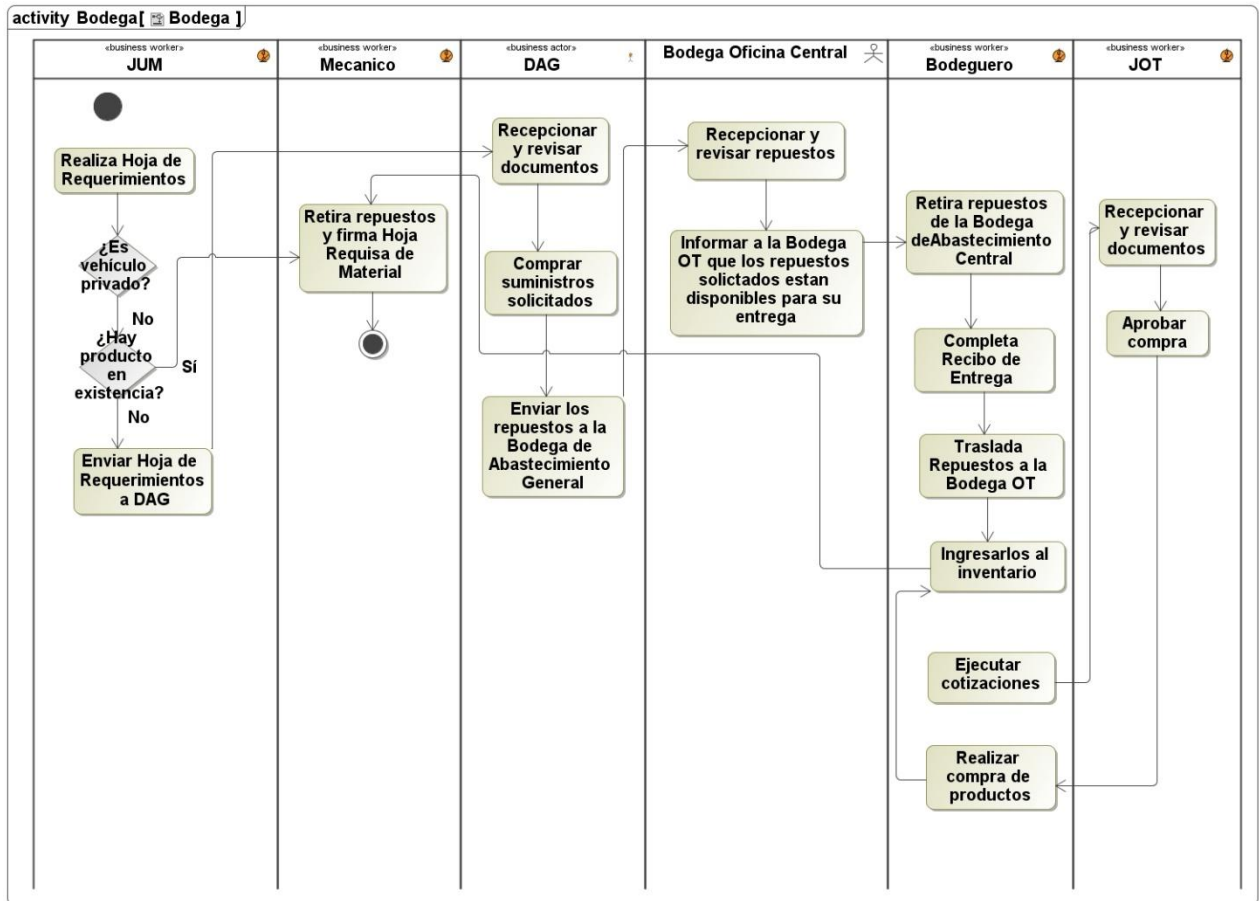 activity Bodega[ Bodega ]
«business worker»
JUM
«business worker»
Mecanico
«business actor»
DAG
Bodega Oficina Central
«business worker»
Bodeguero
«business worker»
JOT
Realiza Hoja de
Requerimientos
¿Es
vehículo
privado?
No
¿Hay
producto
en
existencia?
Sí
No
Enviar Hoja de
Requerimientos
a DAG
Retira repuestos
y firma Hoja
Requisa de
Material
Recepcionar
y revisar
documentos
Comprar
suministros
solicitados
Enviar los
repuestos a la
Bodega de
Abastecimiento
General
Recepcionar y
revisar repuestos
Informar a la Bodega
OT que los repuestos
solictados estan
disponibles para su
entrega
Retira repuestos
de la Bodega
deAbastecimiento
Central
Completa
Recibo de
Entrega
Traslada
Repuestos a la
Bodega OT
Ingresarlos al
inventario
Ejecutar
cotizaciones
Realizar
compra de
productos
Recepcionar
y revisar
documentos
Aprobar
compra